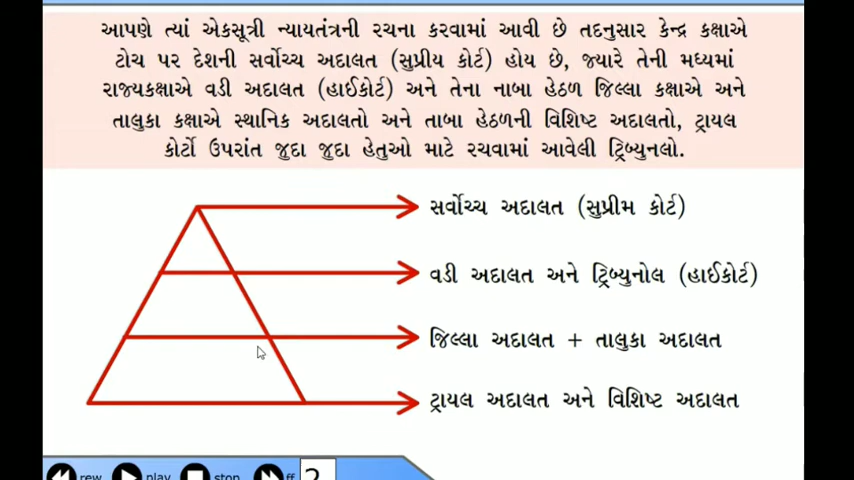 આપણે ત્યાં એકસૂત્રી ન્યાયતંત્રની રચના કરવામાં આવી છે તદનુસાર કેન્દ્ર કક્ષાએ
ટોચ પર દેશની સર્વોચ્ચ અદાલત (સુપ્રીય કોર્ટ) હોય છે, જ્યારે તેની મધ્યમાં
રાજ્યકક્ષાએ વડી અદાલત (હાઈકોર્ટ) અને તેના નાબા હેઠળ જિલ્લા કક્ષાએ અને
તાલુકા કક્ષાએ સ્થાનિક અદાલતો અને તાબા હેઠળની વિશિષ્ટ અદાલતો, ટ્રાયલ
કોર્ટો ઉપરાંત જુદા જુદા હેતુઓ માટે રચવામાં આવેલી ટ્રિબ્યુનલો.
સર્વોચ્ચ અદાલત (સુપ્રીમ કોર્ટ)
વડી અદાલત અને ટ્રિબ્યુનોલ (હાઈકોર્ટ)
જિલ્લા અદાલત + તાલુકા અદાલત
ટ્રાયલ અદાલત અને વિશિષ્ટ અદાલત
rew play stop ff 2